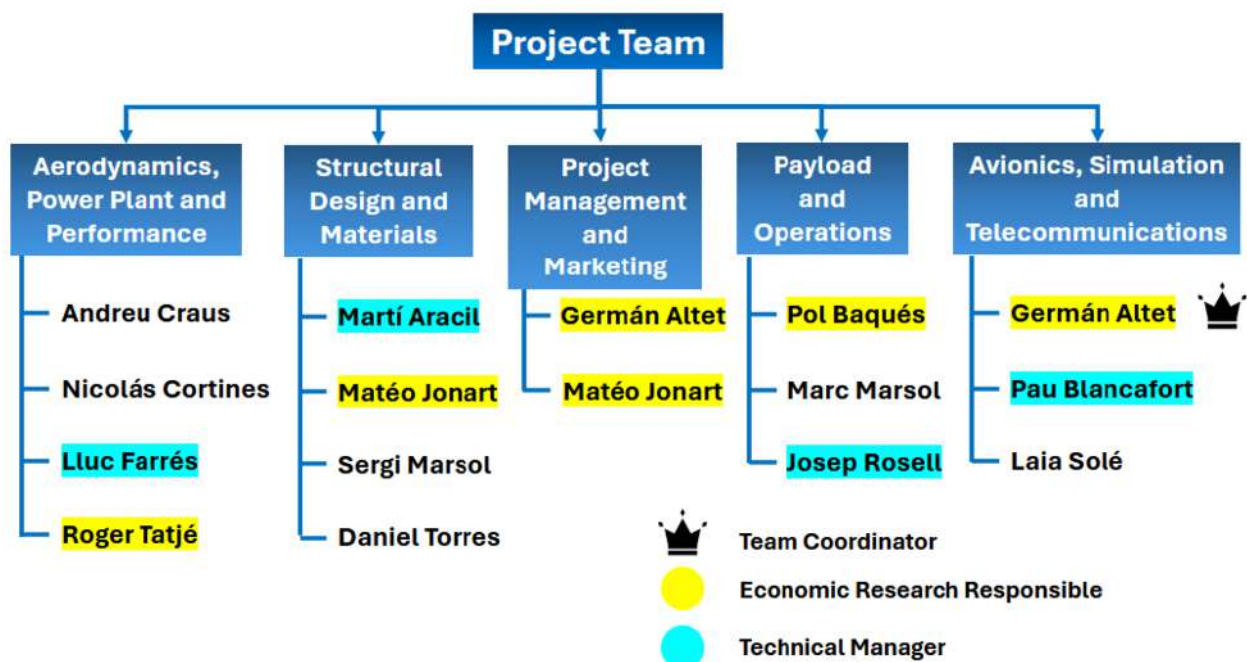 Project Team
Aerodynamics,
Power Plant and
Performance
Andreu Craus
Nicolás Cortines
Lluc Farrés
Roger Tatjé
Structural
Design and
Materials
Martí Aracil
Matéo Jonart
Sergi Marsol
Daniel Torres
Project
Management
and
Marketing
Germán Altet
Matéo Jonart
Payload
and
Operations
Pol Baqués
Marc Marsol
Josep Rosell
Avionics, Simulation
and
Telecommunications
Germán Altet
Pau Blancafort
Laia Solé
Team Coordinator
Economic Research Responsible
Technical Manager